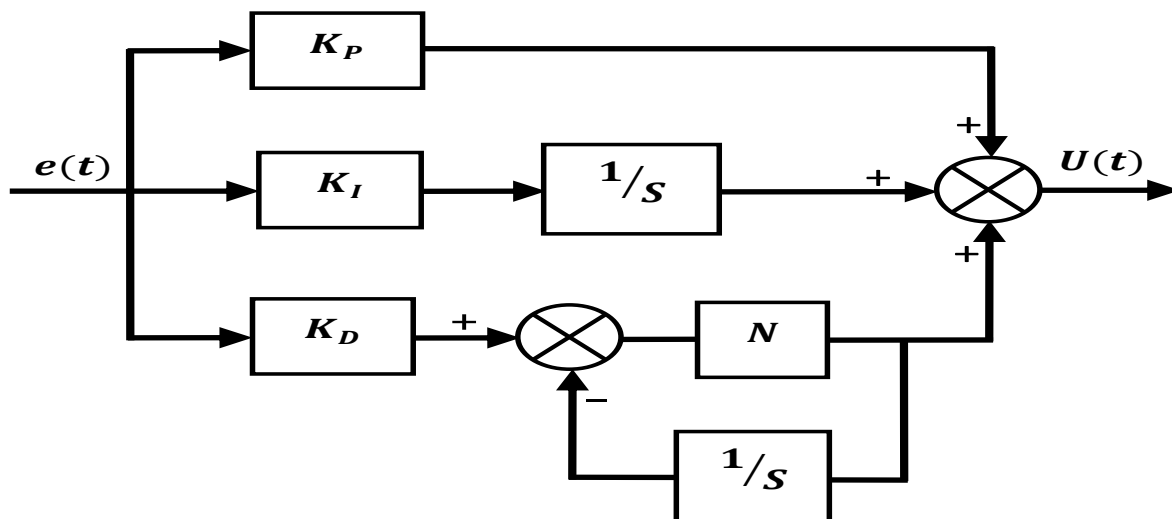 K_P
+
e(t)
K_I
1/S
+
U(t)
+
K_D
+
N
−
1/S